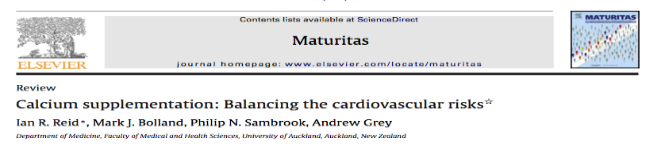 Contents lists available at ScienceDirect
Maturitas
journal homepage: www.elsevier.com/locate/maturitas
ELSEVIER
MATURITAS
Review
Calcium supplementation: Balancing the cardiovascular risks☆
Ian R. Reid*, Mark J. Bolland, Philip N. Sambrook, Andrew Grey
Department of Medicine, Faculty of Medical and Health Sciences, University of Auckland, Auckland, New Zealand